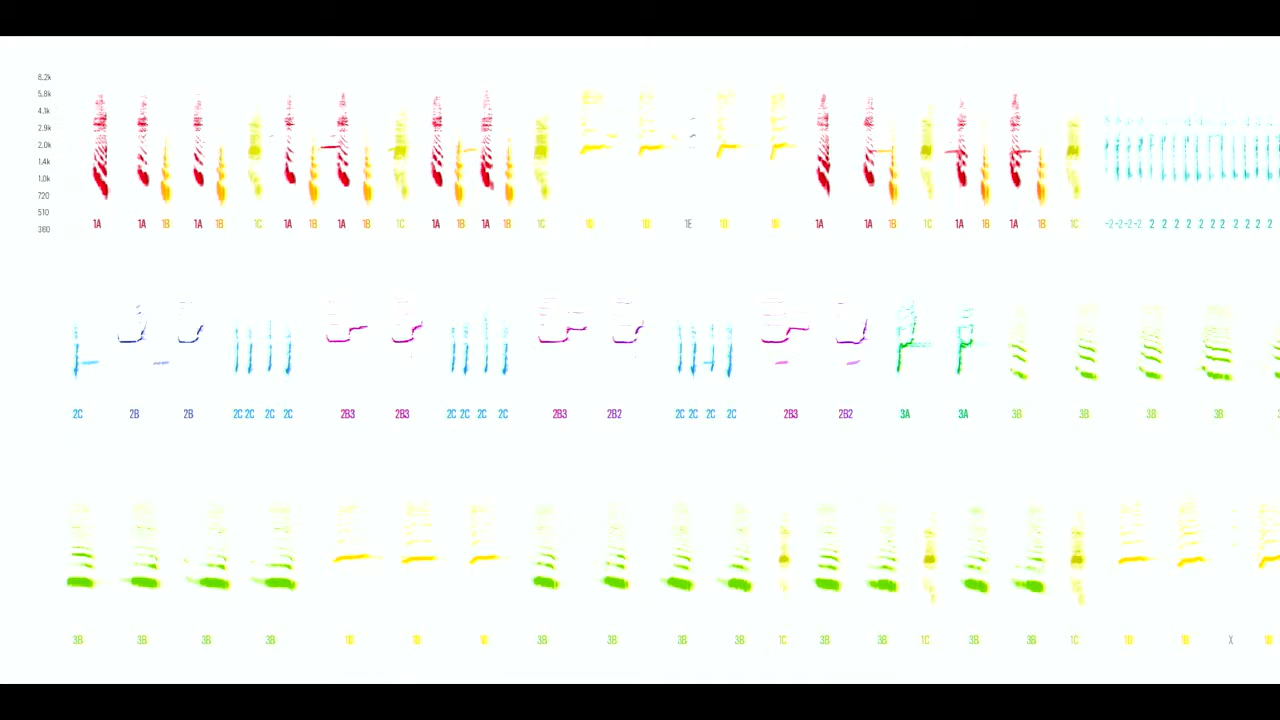 8.2k
5.8k
4.1k
2.9k
2.0k
1.4k
1.0k
720
510
360
1A 1A 1B 1A 1B 1C 1A 1B 1A 1B 1C 1A 1B 1A 1B 1C 1D 1D 1E 1D 1D 1A 1A 1B 1C 1A 1B 1A 1B 1C -2 -2 -2 -2 2 2 2 2 2 2 2 2 2 2 2
2C 2B 2B 2C 2C 2C 2C 2B3 2B3 2C 2C 2C 2C 2B3 2B2 2C 2C 2C 2C 2B3 2B2 3A 3A 3B 3B 3B 3B
3B 3B 3B 3B 1D 1D 1D 3B 3B 3B 3B 1C 3B 3B 1C 3B 3B 1C 1D 1D X 1D